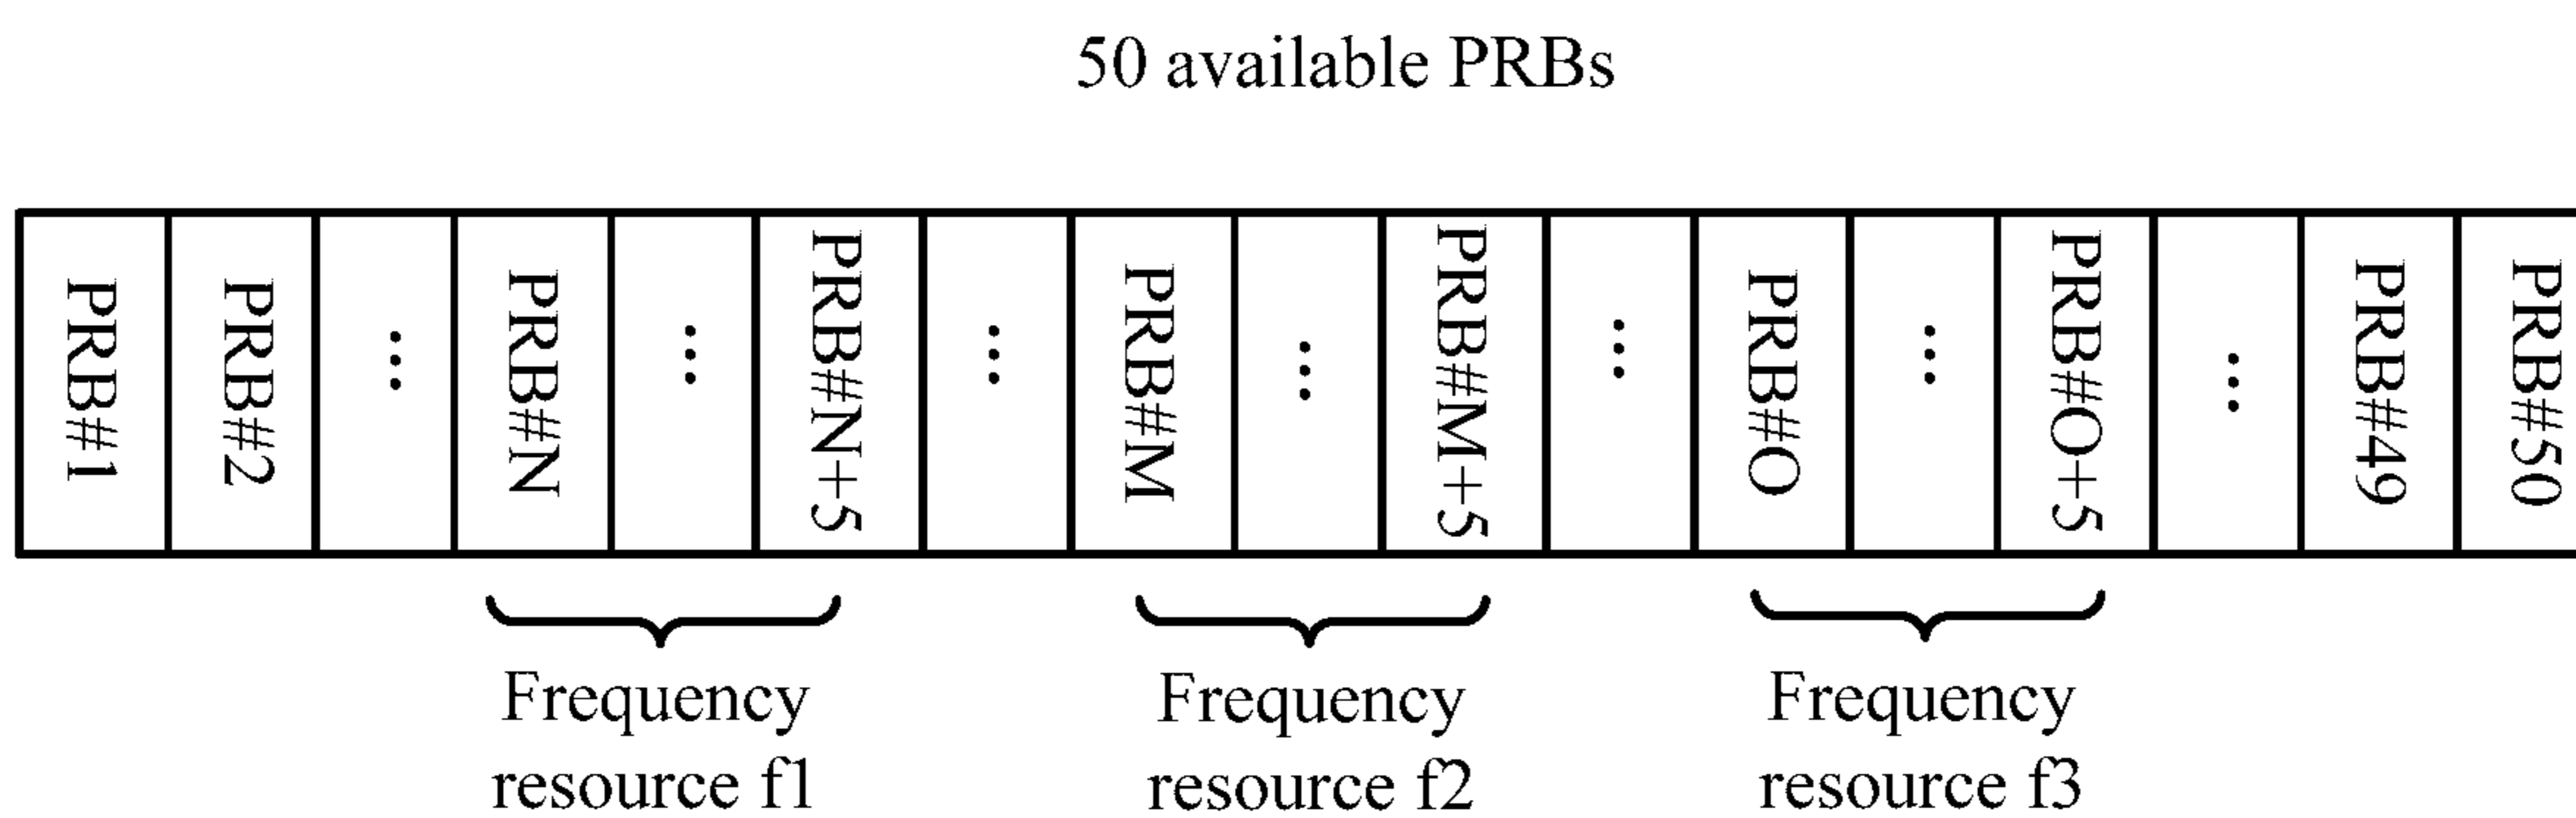 50 available PRBs
PRB#1
PRB#2
...
PRB#N
...
PRB#N+5
...
PRB#M
...
PRB#M+5
...
PRB#O
...
PRB#O+5
...
PRB#49
PRB#50
Frequency
resource f1
Frequency
resource f2
Frequency
resource f3